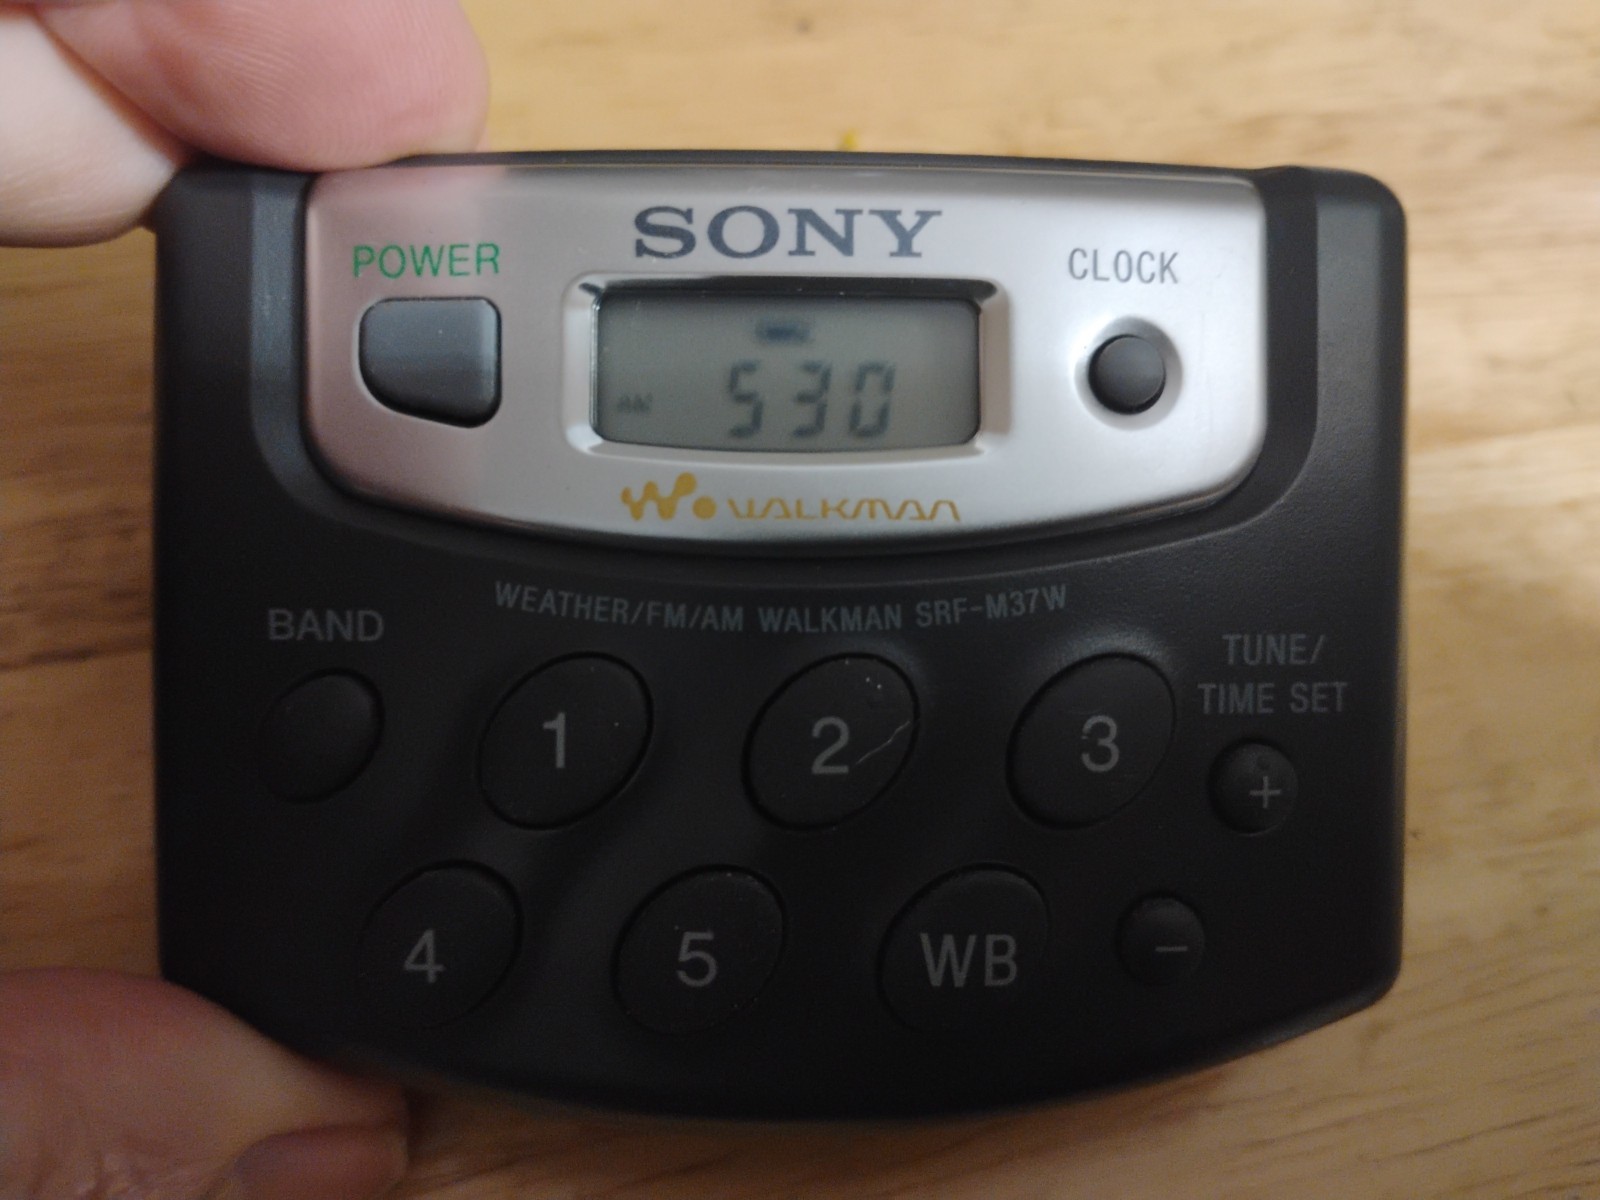 SONY
POWER
CLOCK
AM 530
WALKMAN
WEATHER/FM/AM WALKMAN SRF-M37W
BAND
TUNE/
TIME SET
1
2
3
+
4
5
WB
-